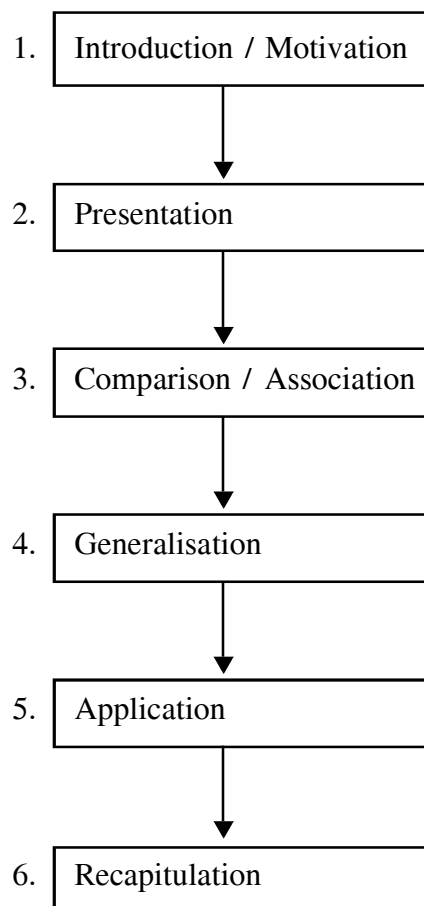 1. Introduction / Motivation
2. Presentation
3. Comparison / Association
4. Generalisation
5. Application
6. Recapitulation